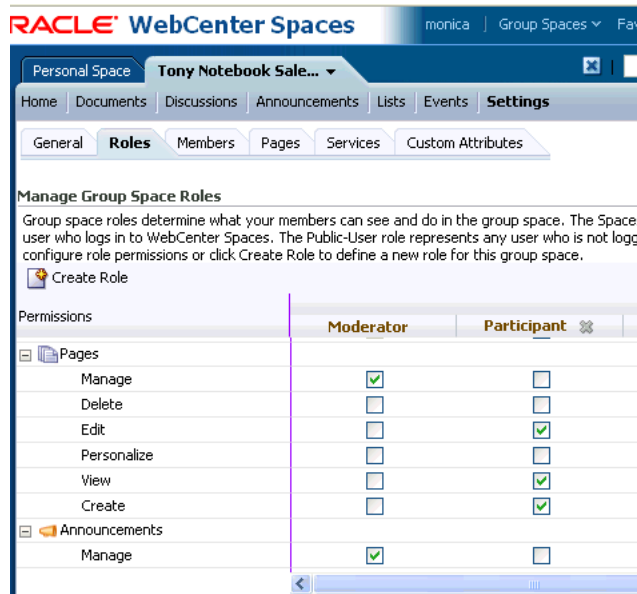 RACLE WebCenter Spaces monica Group Spaces Fav
Personal Space Tony Notebook Sale...
Home Documents Discussions Announcements Lists Events Settings
General Roles Members Pages Services Custom Attributes
Manage Group Space Roles
Group space roles determine what your members can see and do in the group space. The Space
user who logs in to WebCenter Spaces. The Public-User role represents any user who is not logg
configure role permissions or click Create Role to define a new role for this group space.
Create Role
Permissions Moderator Participant
Pages
Manage
Delete
Edit
Personalize
View
Create
Announcements
Manage